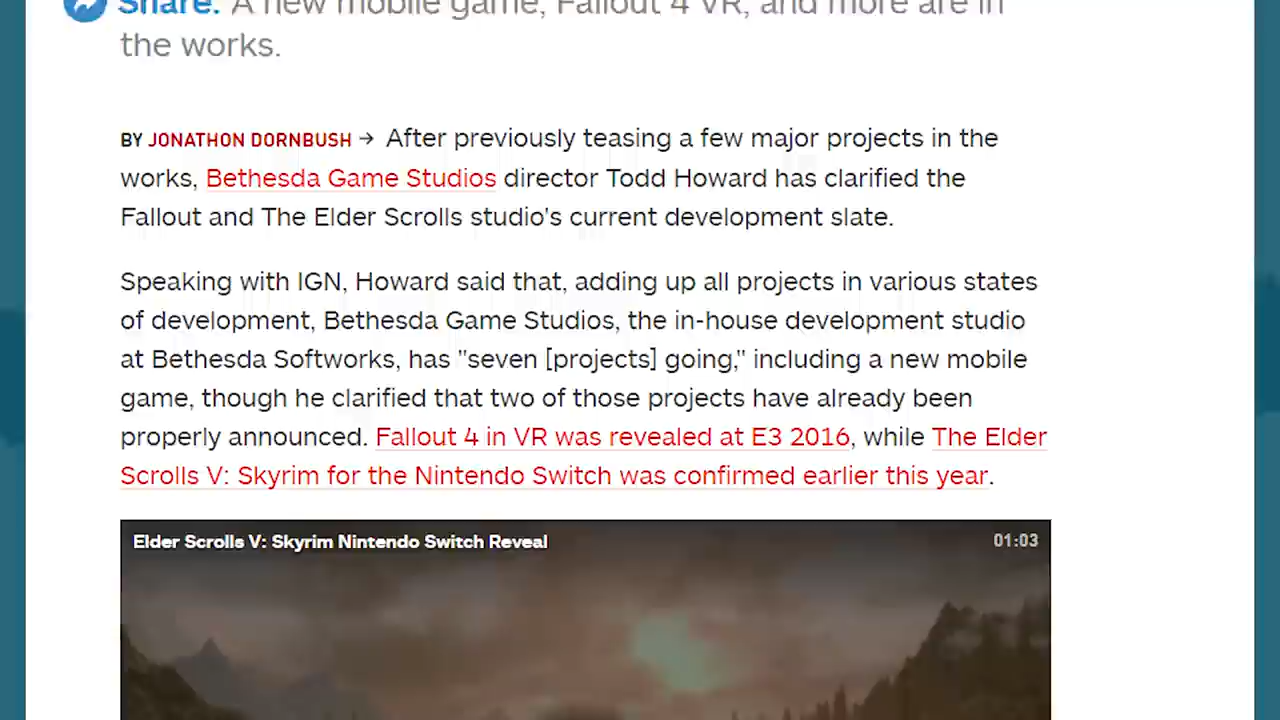 Share. A new mobile game, Fallout 4 VR, and more are in
the works.
BY JONATHON DORNBUSH → After previously teasing a few major projects in the
works, Bethesda Game Studios director Todd Howard has clarified the
Fallout and The Elder Scrolls studio's current development slate.
Speaking with IGN, Howard said that, adding up all projects in various states
of development, Bethesda Game Studios, the in-house development studio
at Bethesda Softworks, has "seven [projects] going," including a new mobile
game, though he clarified that two of those projects have already been
properly announced. Fallout 4 in VR was revealed at E3 2016, while The Elder
Scrolls V: Skyrim for the Nintendo Switch was confirmed earlier this year.
Elder Scrolls V: Skyrim Nintendo Switch Reveal 01:03